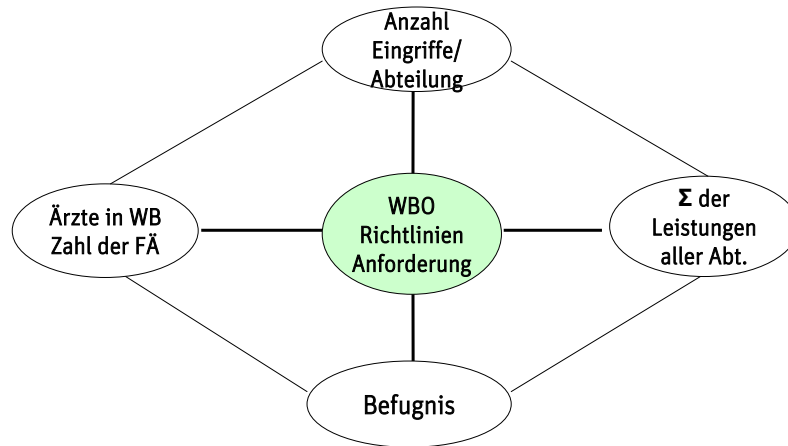 Anzahl
Eingriffe/
Abteilung
Ärzte in WB
Zahl der FÄ
WBO
Richtlinien
Anforderung
Σ der
Leistungen
aller Abt.
Befugnis